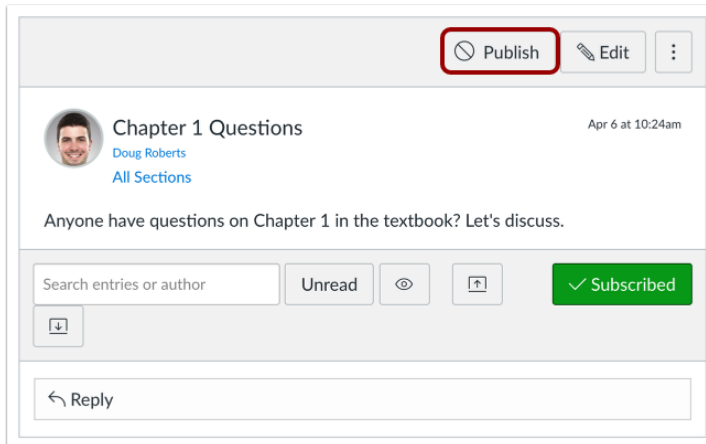 Publish Edit
Chapter 1 Questions Apr 6 at 10:24am
Doug Roberts
All Sections
Anyone have questions on Chapter 1 in the textbook? Let's discuss.
Search entries or author Unread Subscribed
Reply